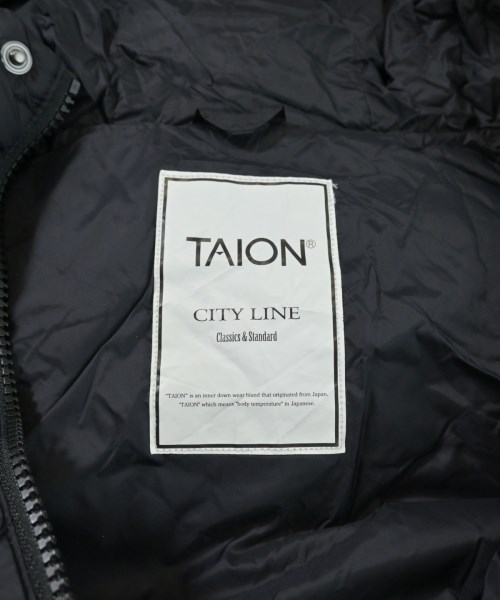 TAION®
CITY LINE
Classics & Standard
"TAION" is an inner down wear brand that originated from Japan,
"TAION" which means "body temperature" in Japanese.